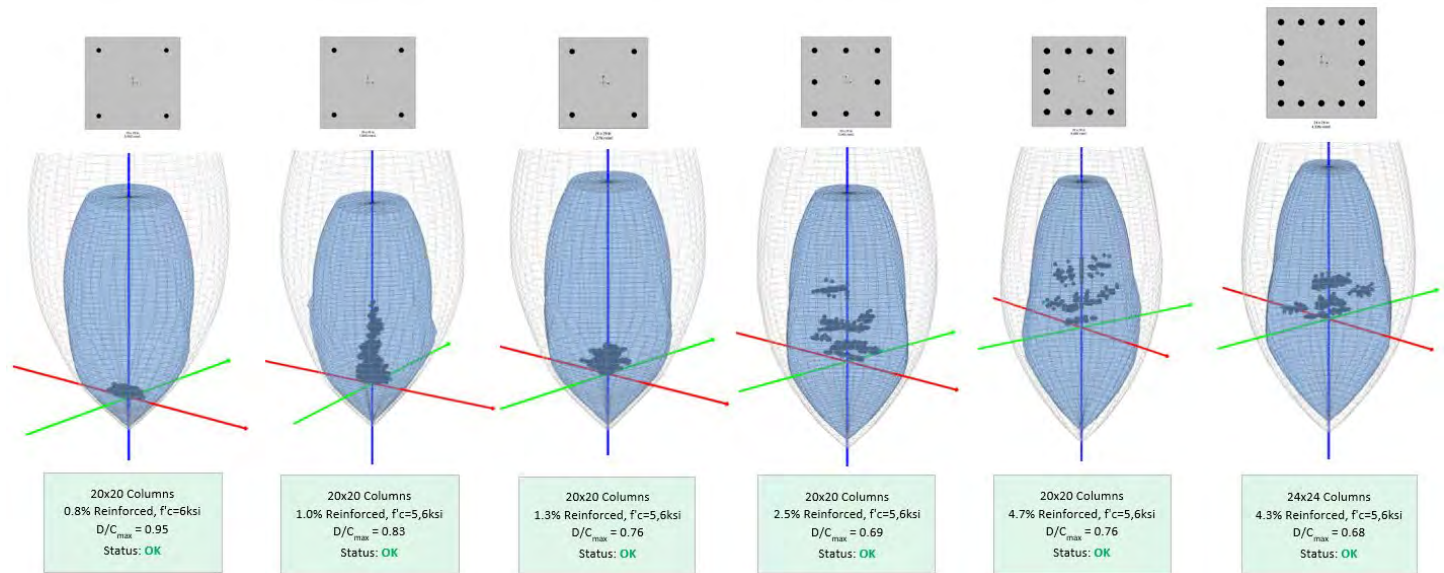 20x20 Columns
0.8% Reinforced, f'c=6ksi
D/Cmax = 0.95
Status: OK
20x20 Columns
1.0% Reinforced, f'c=5,6ksi
D/Cmax = 0.83
Status: OK
20x20 Columns
1.3% Reinforced, f'c=5,6ksi
D/Cmax = 0.76
Status: OK
20x20 Columns
2.5% Reinforced, f'c=5,6ksi
D/Cmax = 0.69
Status: OK
20x20 Columns
4.7% Reinforced, f'c=5,6ksi
D/Cmax = 0.76
Status: OK
24x24 Columns
4.3% Reinforced, f'c=5,6ksi
D/Cmax = 0.68
Status: OK